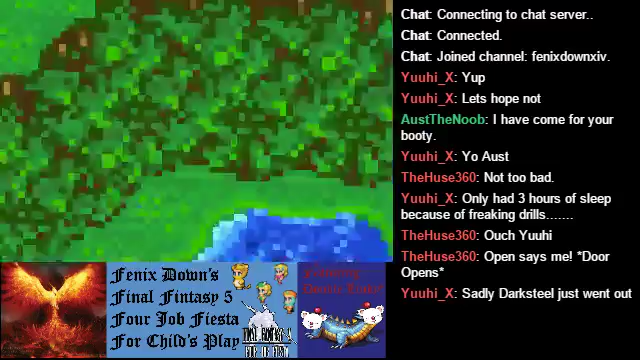 Chat: Connecting to chat server..
Chat: Connected.
Chat: Joined channel: fenixdownxiv.
Yuuhi_X: Yup
Yuuhi_X: Lets hope not
AustTheNoob: I have come for your
booty.
Yuuhi_X: Yo Aust
TheHuse360: Not too bad.
Yuuhi_X: Only had 3 hours of sleep
because of freaking drills.......
TheHuse360: Ouch Yuuhi
TheHuse360: Open says me! *Door
Opens*
Yuuhi_X: Sadly Darksteel just went out
Fenix Down's
Final Fintasy 5
Four Job Fiesta
For Child's Play